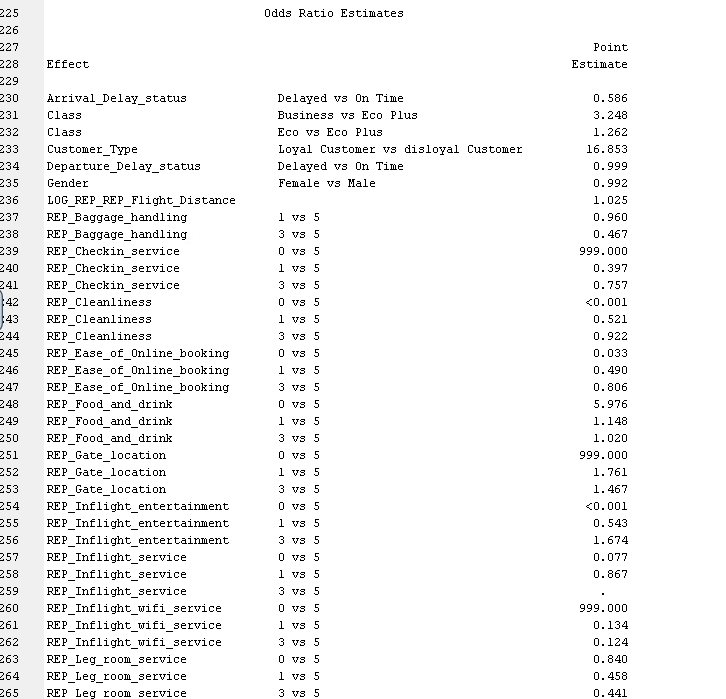 225 Odds Ratio Estimates
226
227 Point
228 Effect Estimate
229
230 Arrival_Delay_status Delayed vs On Time 0.586
231 Class Business vs Eco Plus 3.248
232 Class Eco vs Eco Plus 1.262
233 Customer_Type Loyal Customer vs disloyal Customer 16.853
234 Departure_Delay_status Delayed vs On Time 0.999
235 Gender Female vs Male 0.992
236 LOG_REP_REP_Flight_Distance 1.025
237 REP_Baggage_handling 1 vs 5 0.960
238 REP_Baggage_handling 3 vs 5 0.467
239 REP_Checkin_service 0 vs 5 999.000
240 REP_Checkin_service 1 vs 5 0.397
241 REP_Checkin_service 3 vs 5 0.757
42 REP_Cleanliness 0 vs 5 <0.001
43 REP_Cleanliness 1 vs 5 0.521
244 REP_Cleanliness 3 vs 5 0.922
245 REP_Ease_of_Online_booking 0 vs 5 0.033
246 REP_Ease_of_Online_booking 1 vs 5 0.490
247 REP_Ease_of_Online_booking 3 vs 5 0.806
248 REP_Food_and_drink 0 vs 5 5.976
249 REP_Food_and_drink 1 vs 5 1.148
250 REP_Food_and_drink 3 vs 5 1.020
251 REP_Gate_location 0 vs 5 999.000
252 REP_Gate_location 1 vs 5 1.761
253 REP_Gate_location 3 vs 5 1.467
254 REP_Inflight_entertainment 0 vs 5 <0.001
255 REP_Inflight_entertainment 1 vs 5 0.543
256 REP_Inflight_entertainment 3 vs 5 1.674
257 REP_Inflight_service 0 vs 5 0.077
258 REP_Inflight_service 1 vs 5 0.867
259 REP_Inflight_service 3 vs 5 .
260 REP_Inflight_wifi_service 0 vs 5 999.000
261 REP_Inflight_wifi_service 1 vs 5 0.134
262 REP_Inflight_wifi_service 3 vs 5 0.124
263 REP_Leg_room_service 0 vs 5 0.840
264 REP_Leg_room_service 1 vs 5 0.458
265 REP_Leg_room_service 3 vs 5 0.441